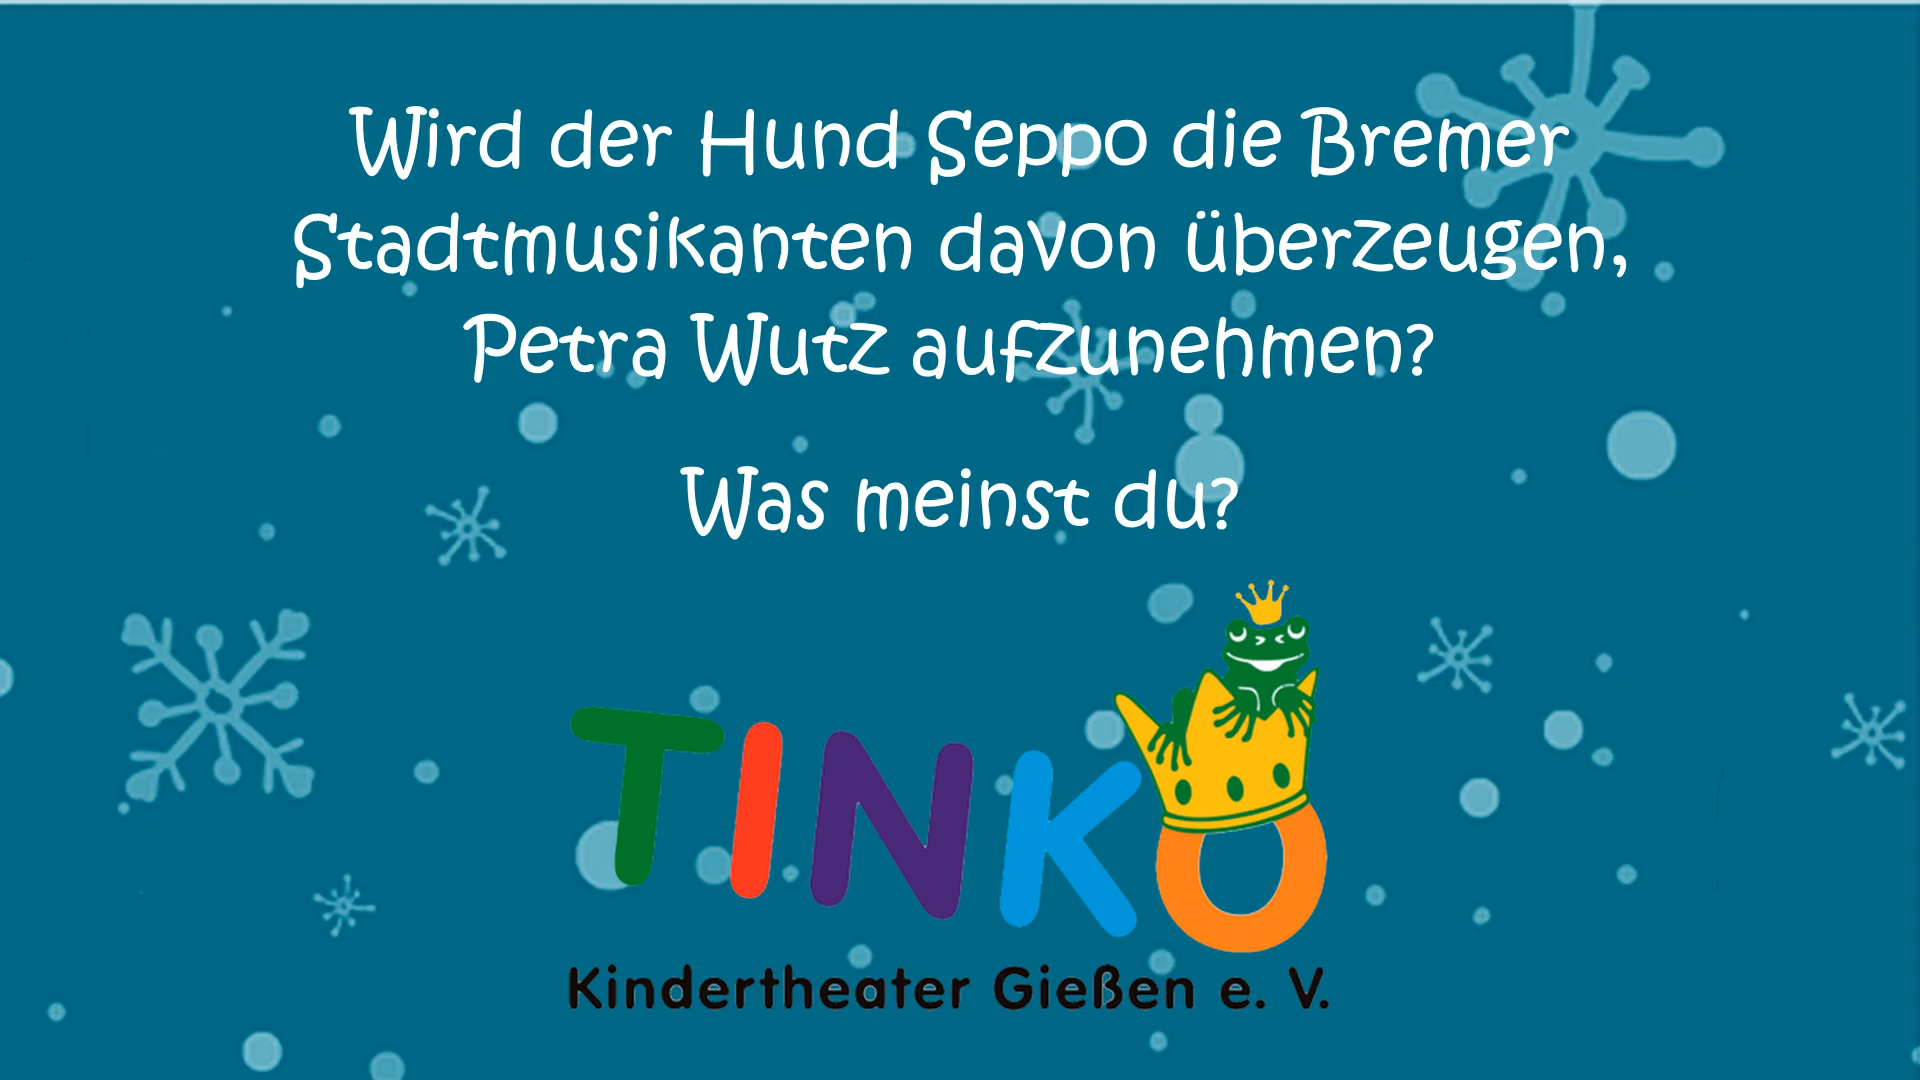 Wird der Hund Seppo die Bremer
Stadtmusikanten davon überzeugen,
Petra Wutz aufzunehmen?
Was meinst du?
TINKO
Kindertheater Gießen e. V.